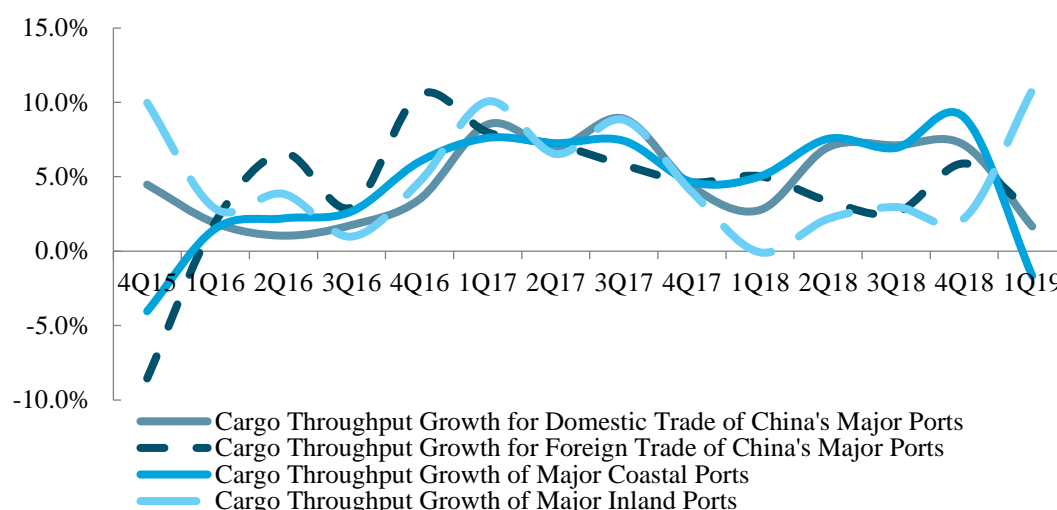 15.0%
10.0%
5.0%
0.0%
-5.0%
-10.0%
4Q15 1Q16 2Q16 3Q16 4Q16 1Q17 2Q17 3Q17 4Q17 1Q18 2Q18 3Q18 4Q18 1Q19
Cargo Throughput Growth for Domestic Trade of China's Major Ports
Cargo Throughput Growth for Foreign Trade of China's Major Ports
Cargo Throughput Growth of Major Coastal Ports
Cargo Throughput Growth of Major Inland Ports